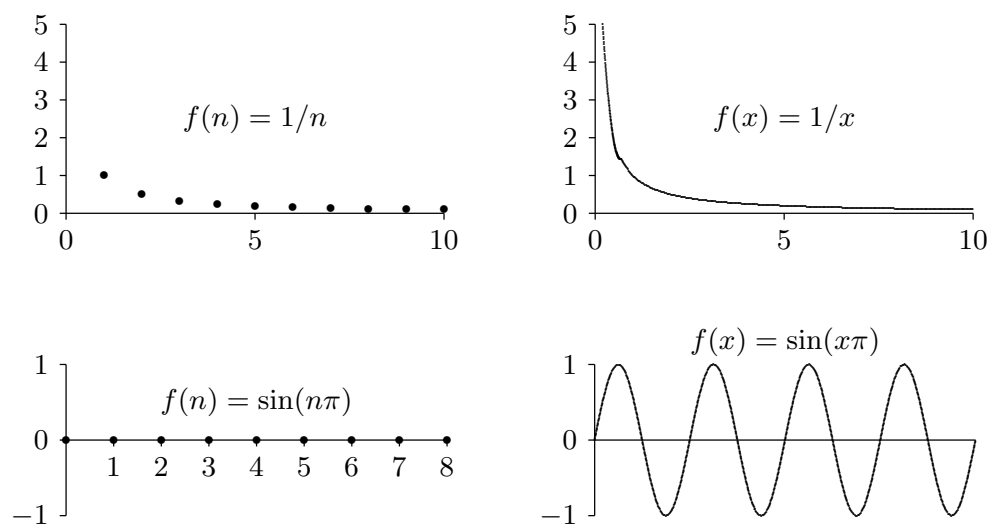 5
4
3
2
1
0
f(n) = 1/n
0 5 10
5
4
3
2
1
0
f(x) = 1/x
0 5 10
1
0
−1
f(n) = sin(nπ)
1 2 3 4 5 6 7 8
f(x) = sin(xπ)
1
0
−1